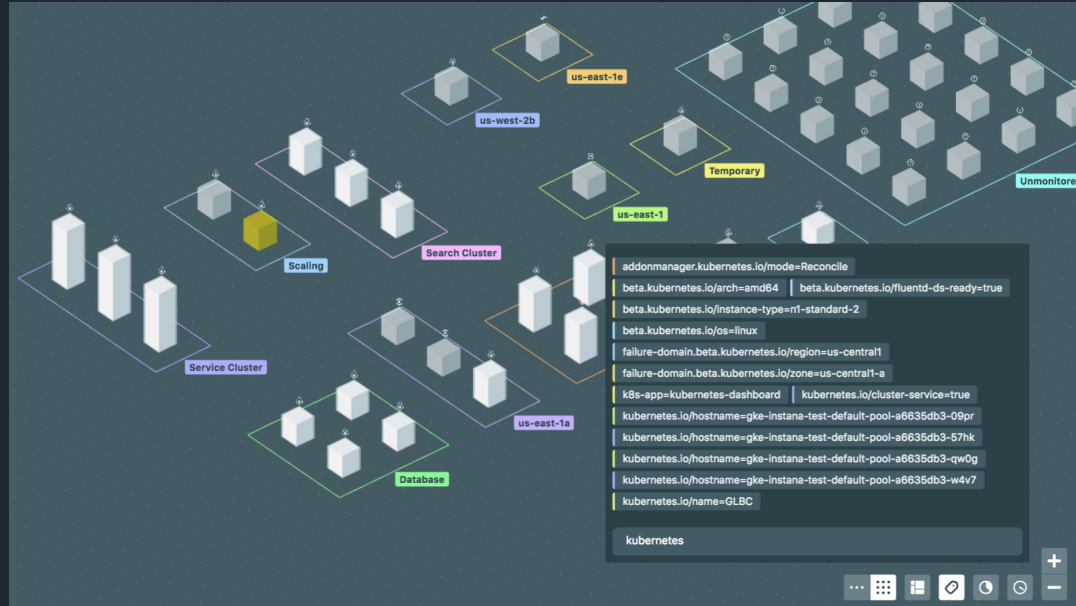 us-east-1e
us-west-2b
Temporary
Unmonitore
us-east-1
Search Cluster
Scaling
Service Cluster
us-east-1a
Database
addonmanager.kubernetes.io/mode=Reconcile
beta.kubernetes.io/arch=amd64 beta.kubernetes.io/fluentd-ds-ready=true
beta.kubernetes.io/instance-type=n1-standard-2
beta.kubernetes.io/os=linux
failure-domain.beta.kubernetes.io/region=us-central1
failure-domain.beta.kubernetes.io/zone=us-central1-a
k8s-app=kubernetes-dashboard kubernetes.io/cluster-service=true
kubernetes.io/hostname=gke-instana-test-default-pool-a6635db3-09pr
kubernetes.io/hostname=gke-instana-test-default-pool-a6635db3-57hk
kubernetes.io/hostname=gke-instana-test-default-pool-a6635db3-qw0g
kubernetes.io/hostname=gke-instana-test-default-pool-a6635db3-w4v7
kubernetes.io/name=GLBC
kubernetes